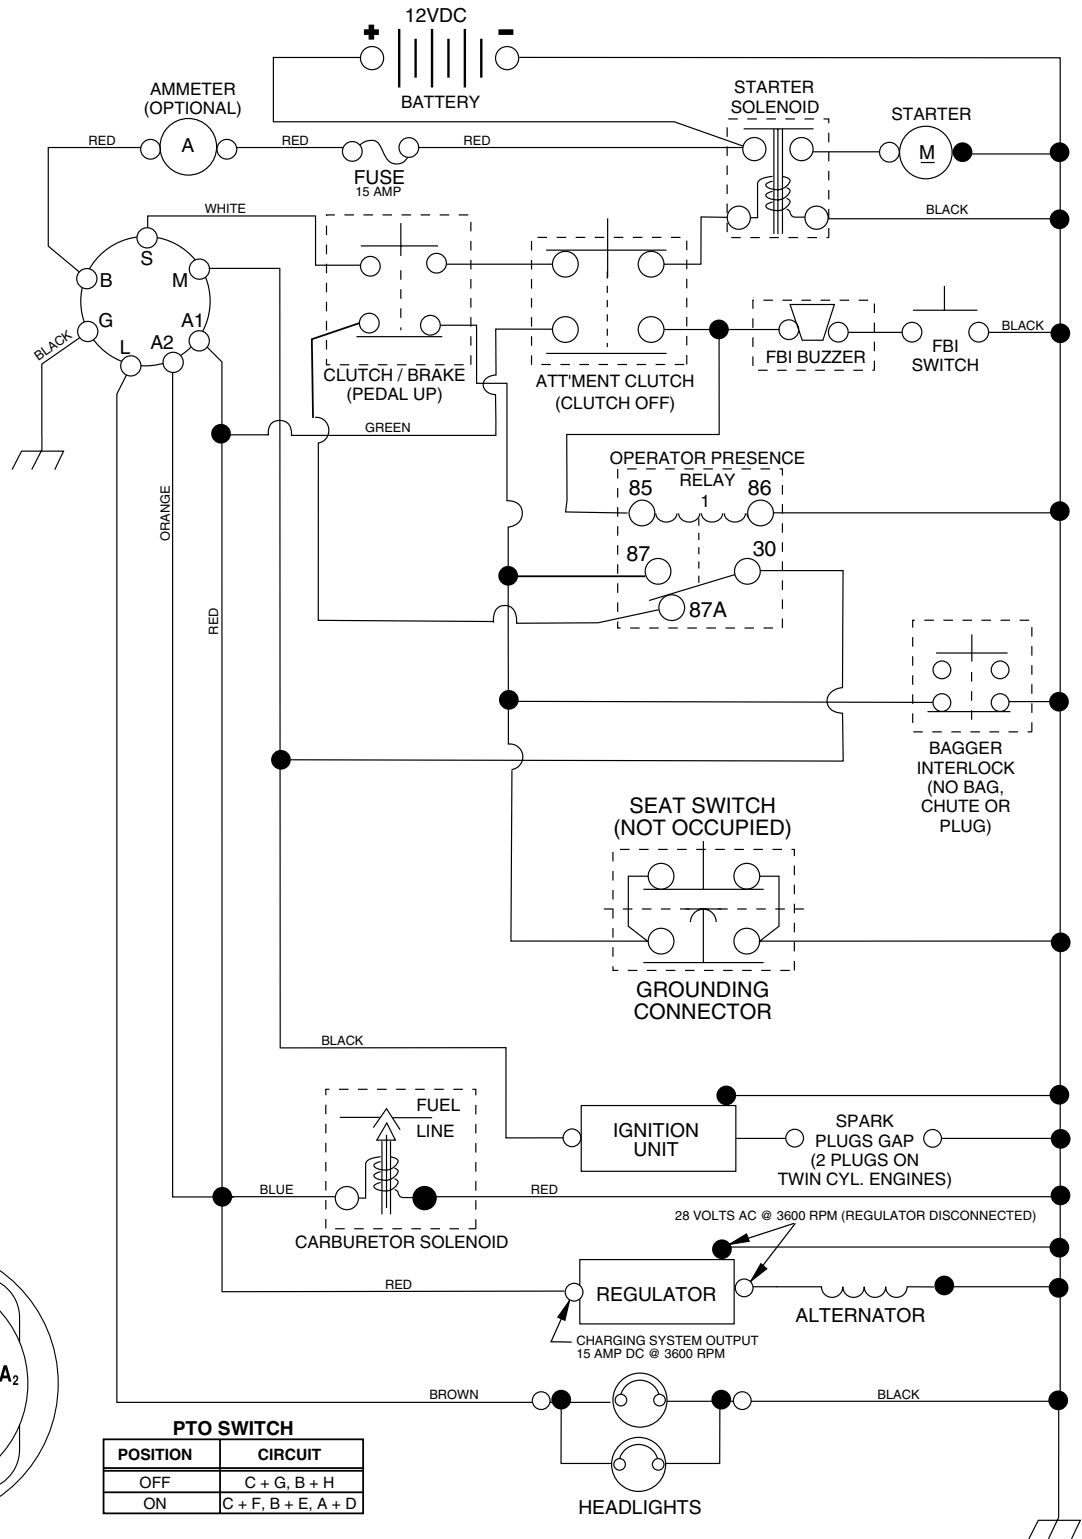 12VDC
+
-
BATTERY
AMMETER
(OPTIONAL)
RED
A
RED
RED
FUSE
15 AMP
STARTER
SOLENOID
STARTER
M
WHITE
BLACK
S
B
M
G
A1
L
A2
BLACK
CLUTCH / BRAKE
(PEDAL UP)
ATT'MENT CLUTCH
(CLUTCH OFF)
FBI BUZZER
FBI
SWITCH
BLACK
GREEN
OPERATOR PRESENCE
RELAY
1
85
86
87
30
87A
ORANGE
RED
BAGGER
INTERLOCK
(NO BAG,
CHUTE OR
PLUG)
SEAT SWITCH
(NOT OCCUPIED)
GROUNDING
CONNECTOR
BLACK
FUEL
LINE
IGNITION
UNIT
SPARK
PLUGS GAP
(2 PLUGS ON
TWIN CYL. ENGINES)
BLUE
RED
CARBURETOR SOLENOID
28 VOLTS AC @ 3600 RPM (REGULATOR DISCONNECTED)
RED
REGULATOR
ALTERNATOR
CHARGING SYSTEM OUTPUT
15 AMP DC @ 3600 RPM
A2
BROWN
BLACK
HEADLIGHTS
PTO SWITCH
POSITION CIRCUIT
OFF C + G, B + H
ON C + F, B + E, A + D